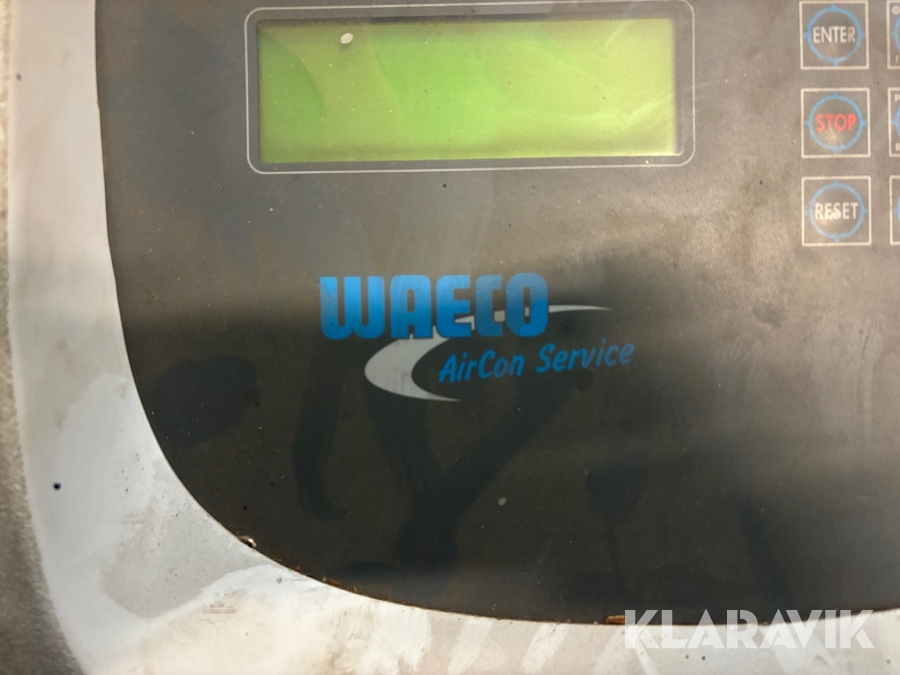 ENTER
STOP
RESET
WAECO
AirCon Service
KLARAVIK